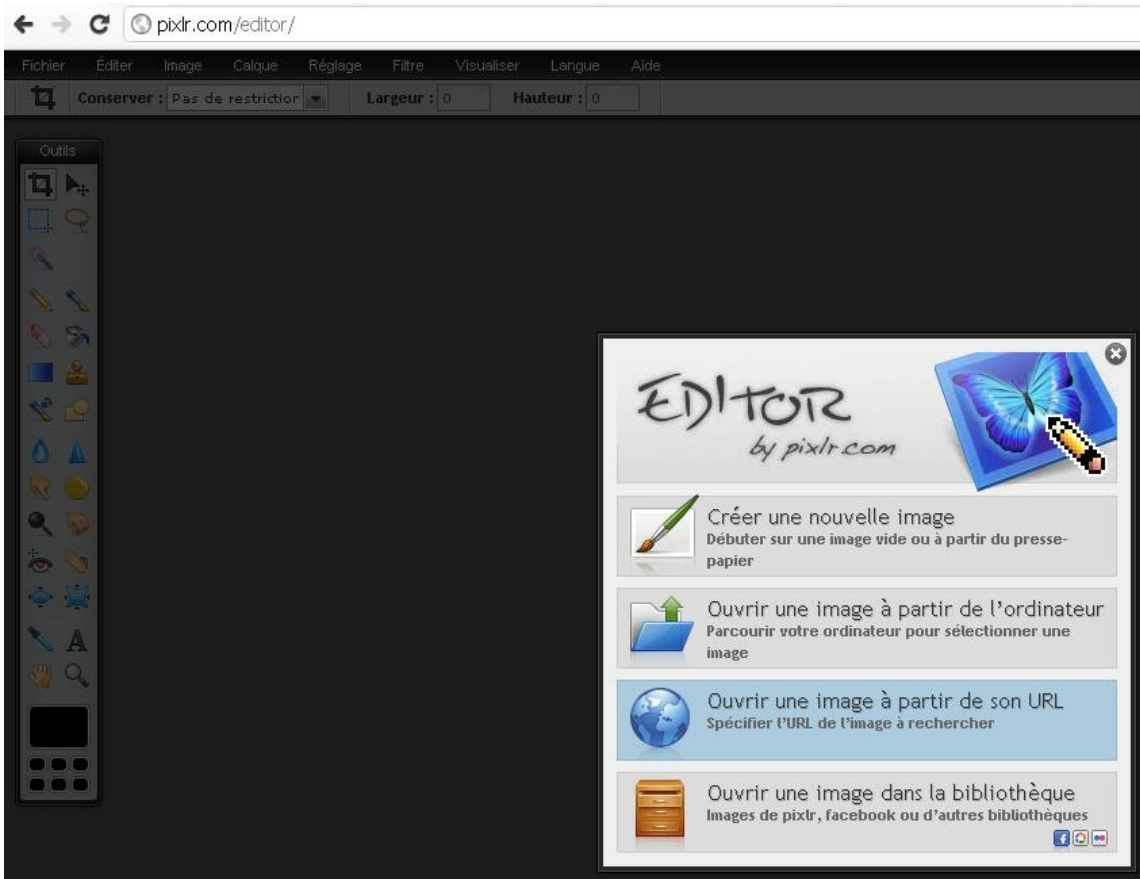 pixlr.com/editor/
Fichier Éditer Image Calque Réglage Filtre Visualiser Langue Aide
Conserver : Pas de restriction Largeur : 0 Hauteur : 0
Outils
EDITOR
by pixlr.com
Créer une nouvelle image
Débuter sur une image vide ou à partir du presse-
papier
Ouvrir une image à partir de l'ordinateur
Parcourir votre ordinateur pour sélectionner une
image
Ouvrir une image à partir de son URL
Spécifier l'URL de l'image à rechercher
Ouvrir une image dans la bibliothèque
Images de pixlr, facebook ou d'autres bibliothèques